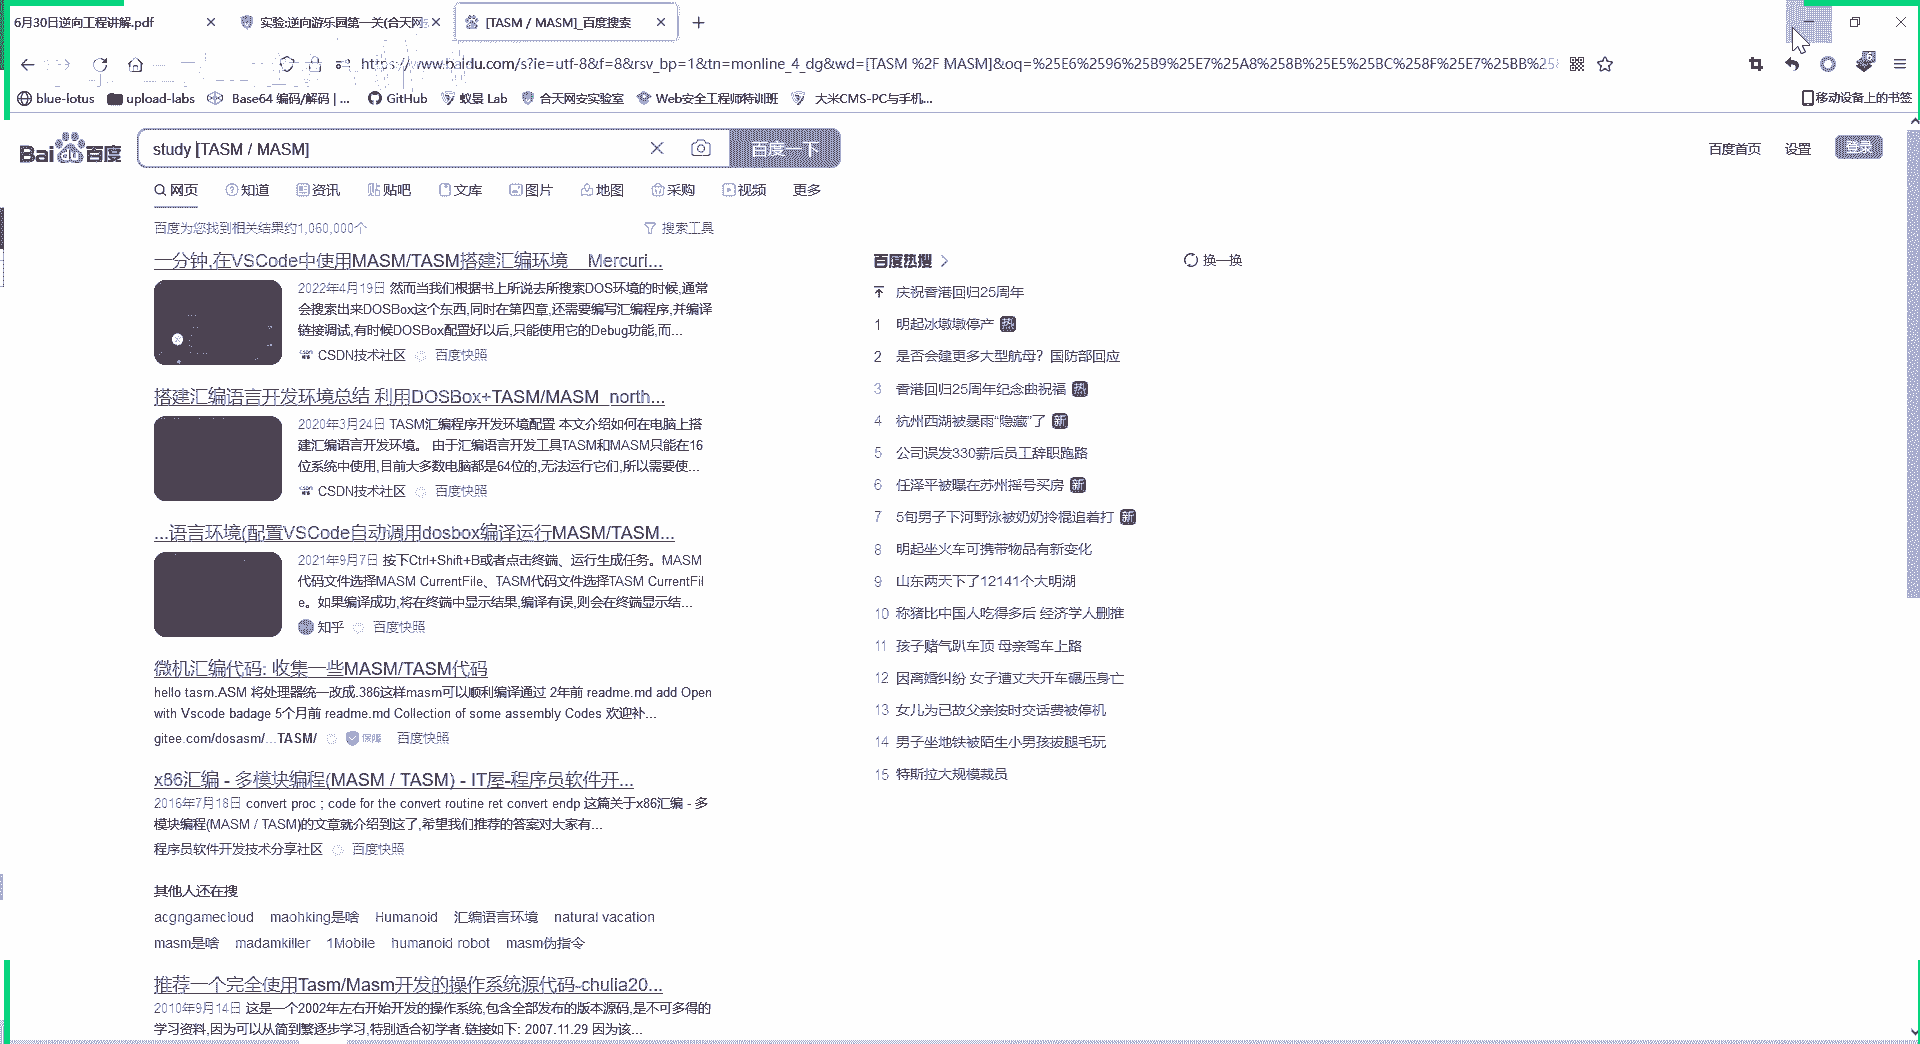 6月30日逆向工程讲解.pdf
实验:逆向游乐园第一关(合天网
[TASM / MASM]_百度搜索
https://www.baidu.com/s?ie=utf-8&f=8&rsv_bp=1&tn=monline_4_dg&wd=[TASM %2F MASM]&oq=%25E6%2596%25B9%25E7%25A8%258B%25E5%25BC%258F%25E7%25BB%25
blue-lotus
upload-labs
Base64 编码/解码 | ...
GitHub
蚁景 Lab
合天网安实验室
Web安全工程师特训班
大米CMS-PC与手机...
移动设备上的书签
Bai du 百度
study [TASM / MASM]
百度一下
百度首页
设置
登录
网页
知道
资讯
贴吧
文库
图片
地图
采购
视频
更多
百度为您找到相关结果约1,060,000个
搜索工具
一分钟,在VSCode中使用MASM/TASM搭建汇编环境_ Mercuri...
2022年4月19日 然而当我们根据书上所说去所搜索DOS环境的时候,通常
会搜索出来DOSBox这个东西,同时在第四章,还需要编写汇编程序,并编译
链接调试,有时候DOSBox配置好以后,只能使用它的Debug功能,而...
CSDN技术社区
百度快照
搭建汇编语言开发环境总结 利用DOSBox+TASM/MASM_north...
2020年3月24日 TASM汇编程序开发环境配置 本文介绍如何在电脑上搭
建汇编语言开发环境。 由于汇编语言开发工具TASM和MASM只能在16
位系统中使用,目前大多数电脑都是64位的,无法运行它们,所以需要使...
CSDN技术社区
百度快照
...语言环境(配置VSCode自动调用dosbox编译运行MASM/TASM...
2021年9月7日 按下Ctrl+Shift+B或者点击终端、运行生成任务。MASM
代码文件选择MASM CurrentFile、TASM代码文件选择TASM CurrentFil
e。如果编译成功,将在终端中显示结果,编译有误,则会在终端显示结...
知乎
百度快照
微机汇编代码: 收集一些MASM/TASM代码
hello tasm.ASM 将处理器统一改成.386这样masm可以顺利编译通过 2年前 readme.md add Open
with Vscode badage 5个月前 readme.md Collection of some assembly Codes 欢迎补...
gitee.com/dosasm/...TASM/
保障
百度快照
x86汇编 - 多模块编程(MASM / TASM) - IT屋-程序员软件开...
2016年7月18日 convert proc ; code for the convert routine ret convert endp 这篇关于x86汇编 - 多
模块编程(MASM / TASM)的文章就介绍到这了,希望我们推荐的答案对大家有...
程序员软件开发技术分享社区
百度快照
其他人还在搜
acgngamecloud
maohking是啥
Humanoid
汇编语言环境
natural vacation
masm是啥
madamkiller
1Mobile
humanoid robot
masm伪指令
推荐一个完全使用Tasm/Masm开发的操作系统源代码-chulia20...
2010年9月14日 这是一个2002年左右开始开发的操作系统,包含全部发布的版本源码,是不可多得的
学习资料,因为可以从简到繁逐步学习,特别适合初学者.链接如下: 2007.11.29 因为该...
百度热搜
换一换
庆祝香港回归25周年
1 明起冰墩墩停产 热
2 是否会建更多大型航母？国防部回应
3 香港回归25周年纪念曲祝福 热
4 杭州西湖被暴雨“隐藏”了 新
5 公司误发330薪后员工辞职跑路
6 任泽平被曝在苏州摇号买房 新
7 5旬男子下河野泳被奶奶拎棍追着打 新
8 明起坐火车可携带物品有新变化
9 山东两天下了12141个大明湖
10 称猪比中国人吃得多后 经济学人删推
11 孩子赌气趴车顶 母亲驾车上路
12 因离婚纠纷 女子遭丈夫开车碾压身亡
13 女儿为已故父亲按时交话费被停机
14 男子坐地铁被陌生小男孩拔腿毛玩
15 特斯拉大规模裁员